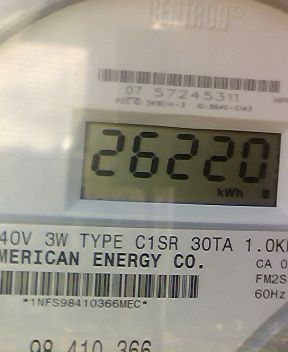 CENTRON®
07 57245311
26220
kWh
40V 3W TYPE C1SR 30TA 1.0K
MERICAN ENERGY CO.
CA 0
FM2S
60Hz
*1NFS98410366MEC*
98 410 366